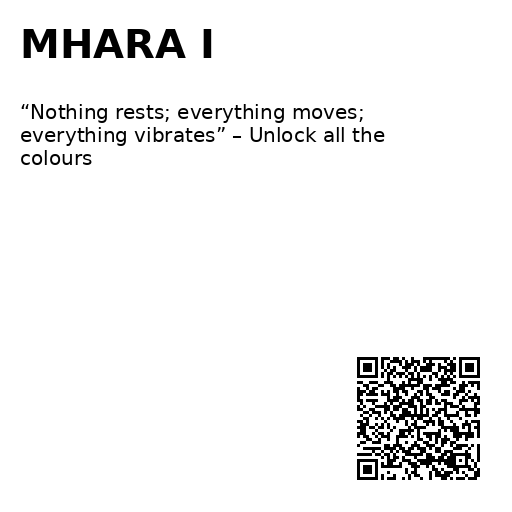 MHARA I
“Nothing rests; everything moves;
everything vibrates” – Unlock all the
colours